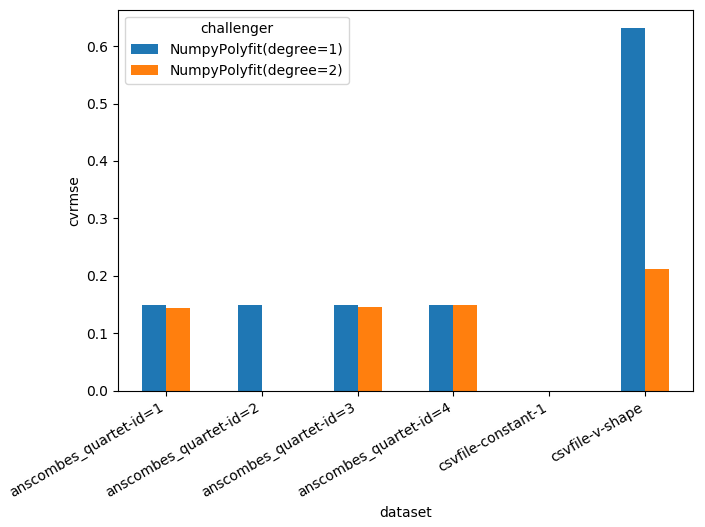 challenger
NumpyPolyfit(degree=1)
NumpyPolyfit(degree=2)
cvrmse
0.6
0.5
0.4
0.3
0.2
0.1
0.0
anscombes_quartet-id=1
anscombes_quartet-id=2
anscombes_quartet-id=3
anscombes_quartet-id=4
csvfile-constant-1
csvfile-v-shape
dataset